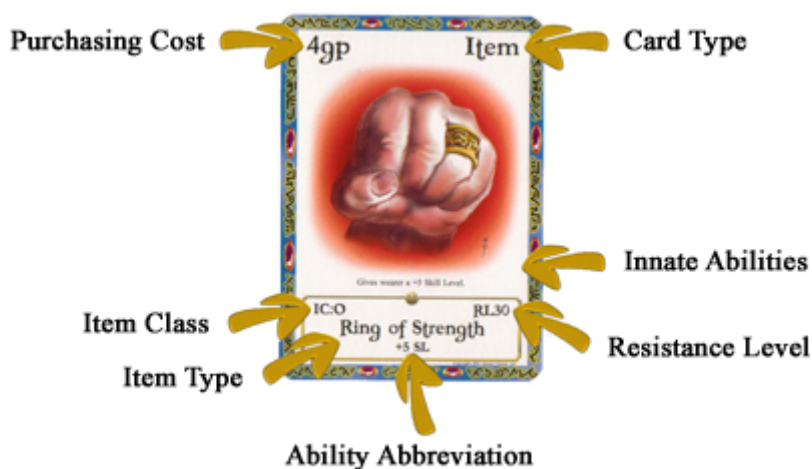 Purchasing Cost
4gp
Item
Card Type
Gives wearer a +5 Skill Level.
Innate Abilities
Item Class
IC:O
RL30
Ring of Strength
Resistance Level
Item Type
+5 SL
Ability Abbreviation